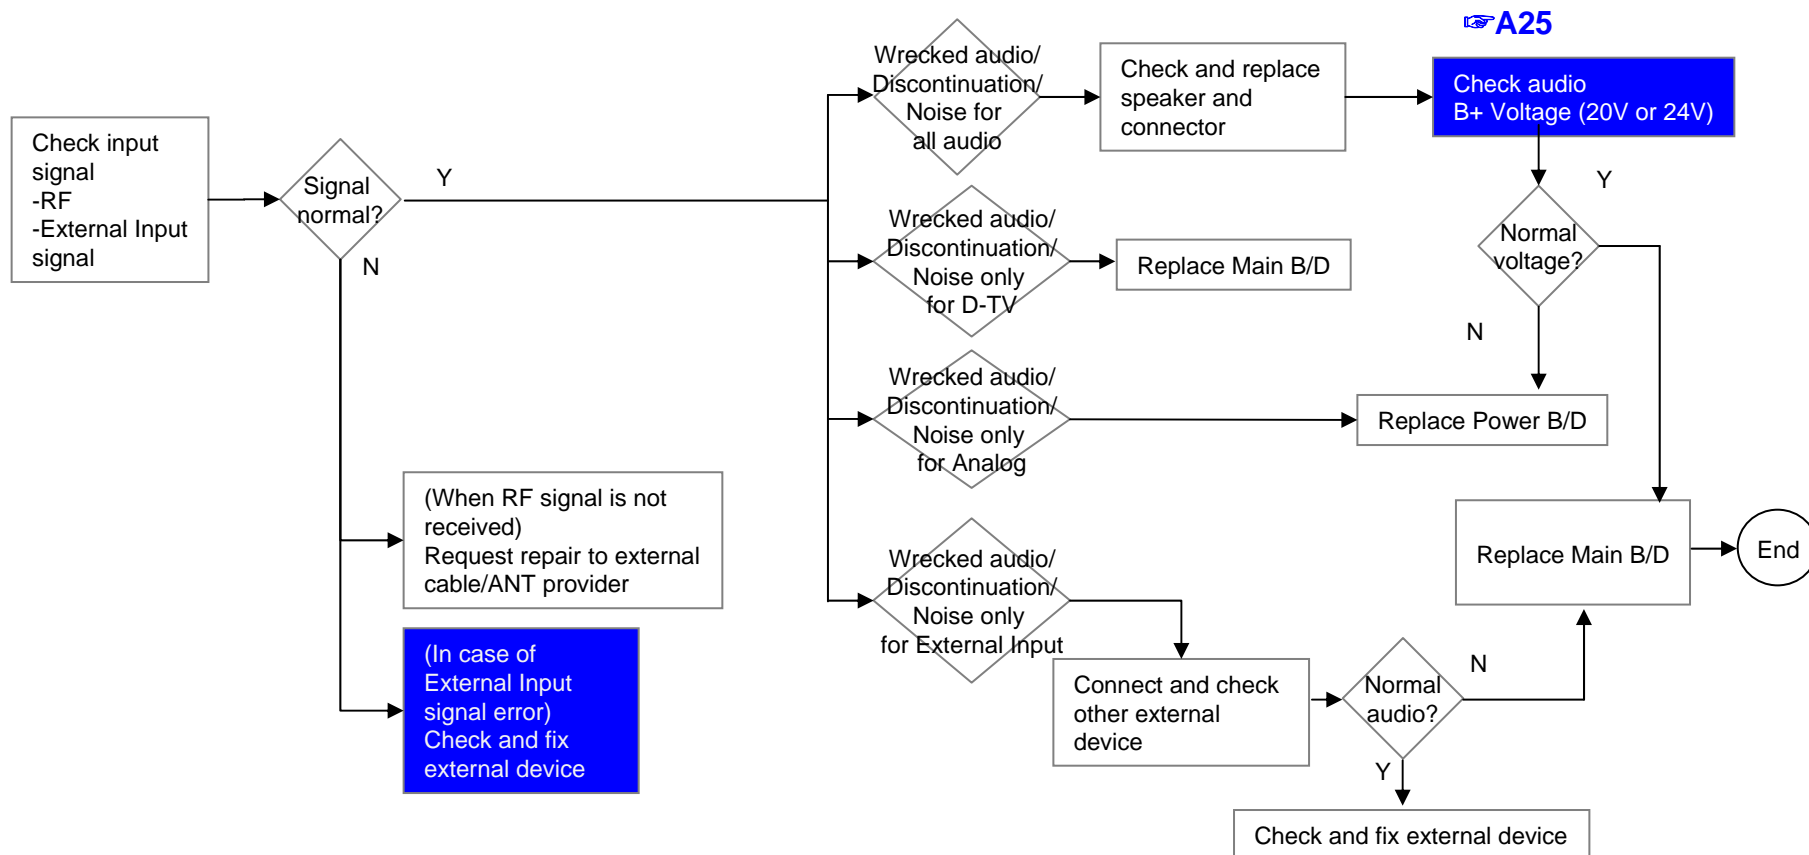 ☞A25
Check input
signal
-RF
-External Input
signal
Signal
normal?
Y
N
(When RF signal is not
received)
Request repair to external
cable/ANT provider
(In case of
External Input
signal error)
Check and fix
external device
Wrecked audio/
Discontinuation/
Noise for
all audio
Check and replace
speaker and
connector
Check audio
B+ Voltage (20V or 24V)
Normal
voltage?
Y
N
Wrecked audio/
Discontinuation/
Noise only
for D-TV
Replace Main B/D
Wrecked audio/
Discontinuation/
Noise only
for Analog
Replace Power B/D
Wrecked audio/
Discontinuation/
Noise only
for External Input
Connect and check
other external
device
Normal
audio?
N
Y
Replace Main B/D
End
Check and fix external device